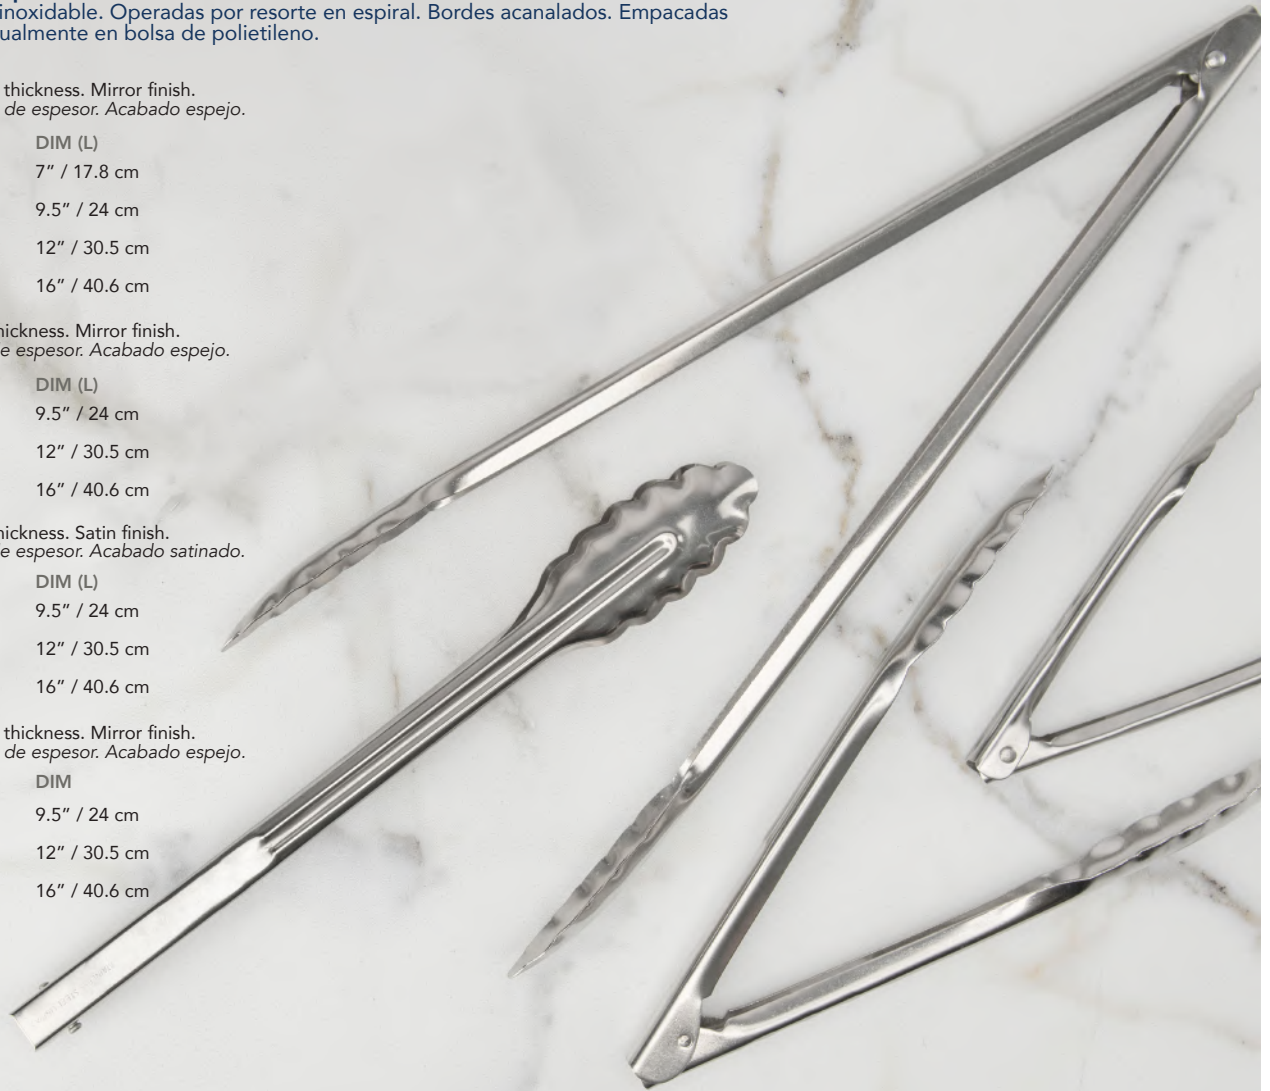 inoxidable. Operadas por resorte en espiral. Bordes acanalados. Empacadas
ualmente en bolsa de polietileno.
thickness. Mirror finish.
de espesor. Acabado espejo.
DIM (L)
7” / 17.8 cm
9.5” / 24 cm
12” / 30.5 cm
16” / 40.6 cm
hickness. Mirror finish.
e espesor. Acabado espejo.
DIM (L)
9.5” / 24 cm
12” / 30.5 cm
16” / 40.6 cm
hickness. Satin finish.
e espesor. Acabado satinado.
DIM (L)
9.5” / 24 cm
12” / 30.5 cm
16” / 40.6 cm
thickness. Mirror finish.
de espesor. Acabado espejo.
DIM
9.5” / 24 cm
12” / 30.5 cm
16” / 40.6 cm